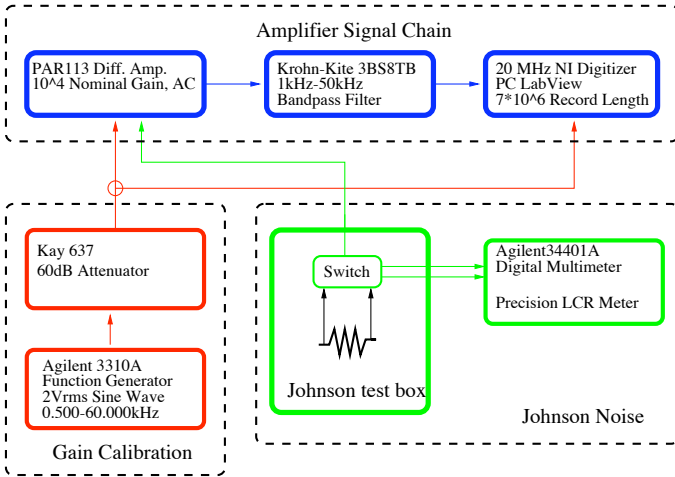 Amplifier Signal Chain
PAR113 Diff. Amp.
10^4 Nominal Gain, AC
Krohn-Kite 3BS8TB
1kHz-50kHz
Bandpass Filter
20 MHz NI Digitizer
PC LabView
7*10^6 Record Length
Kay 637
60dB Attenuator
Agilent 3310A
Function Generator
2Vrms Sine Wave
0.500-60.000kHz
Gain Calibration
Switch
Johnson test box
Agilent34401A
Digital Multimeter
Precision LCR Meter
Johnson Noise